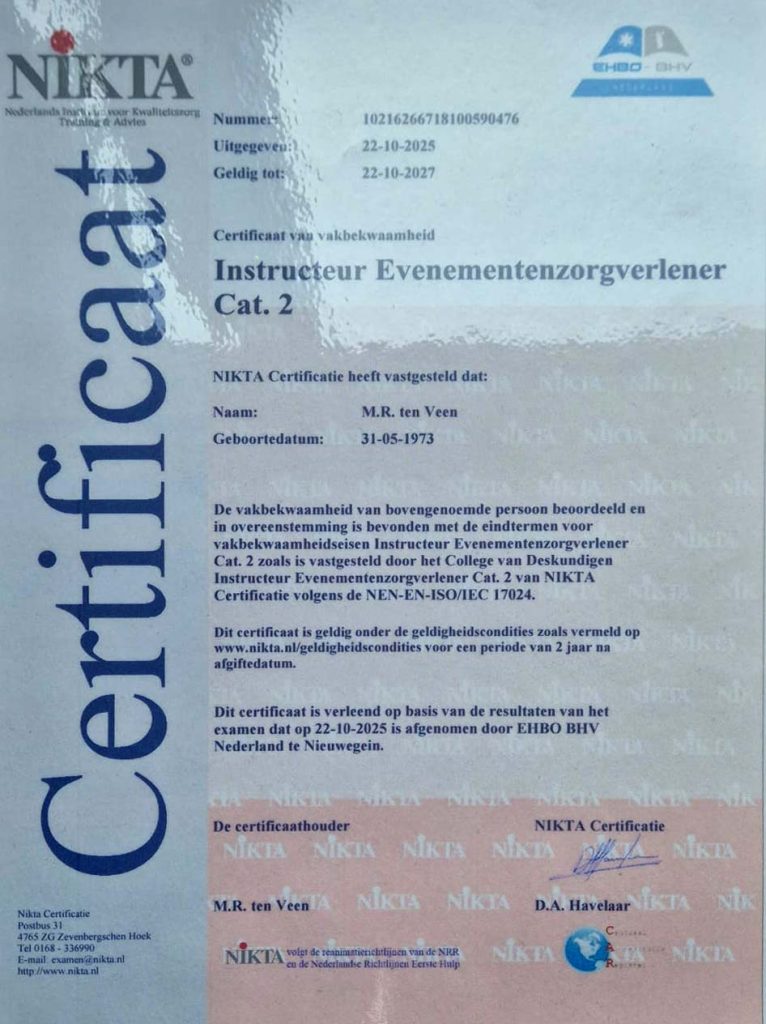 NIKTA®
Nederlands Instituut voor Kwaliteitszorg
Training & Advies
EHBO - BHV
NEDERLAND
Certificaat
Nummer: 10216266718100590476
Uitgegeven: 22-10-2025
Geldig tot: 22-10-2027
Certificaat van vakbekwaamheid
Instructeur Evenementenzorgverlener
Cat. 2
NIKTA Certificatie heeft vastgesteld dat:
Naam: M.R. ten Veen
Geboortedatum: 31-05-1973
De vakbekwaamheid van bovengenoemde persoon beoordeeld en
in overeenstemming is bevonden met de eindtermen voor
vakbekwaamheidseisen Instructeur Evenementenzorgverlener
Cat. 2 zoals is vastgesteld door het College van Deskundigen
Instructeur Evenementenzorgverlener Cat. 2 van NIKTA
Certificatie volgens de NEN-EN-ISO/IEC 17024.
Dit certificaat is geldig onder de geldigheidscondities zoals vermeld op
www.nikta.nl/geldigheidscondities voor een periode van 2 jaar na
afgiftedatum.
Dit certificaat is verleend op basis van de resultaten van het
examen dat op 22-10-2025 is afgenomen door EHBO BHV
Nederland te Nieuwegein.
De certificaathouder NIKTA Certificatie
M.R. ten Veen D.A. Havelaar
Nikta Certificatie
Postbus 31
4765 ZG Zevenbergschen Hoek
Tel 0168 - 336990
E-mail: examen@nikta.nl
http://www.nikta.nl
NIKTA volgt de reanimatierichtlijnen van de NRR
en de Nederlandse Richtlijnen Eerste Hulp